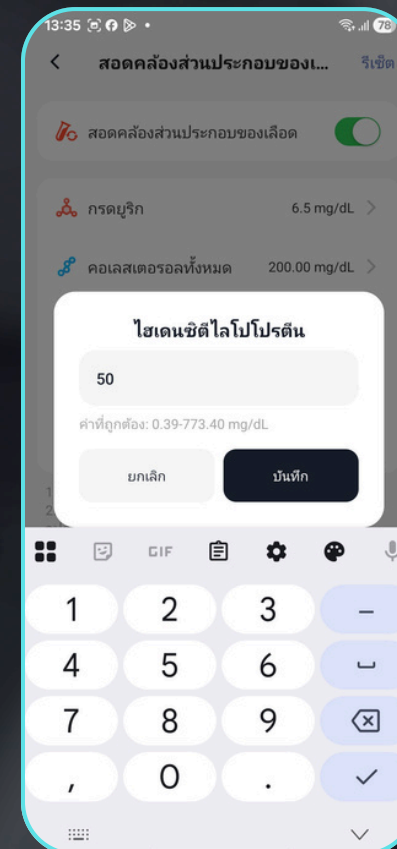 13:35
78
สอดคล้องส่วนประกอบของเ...
รีเซ็ต
สอดคล้องส่วนประกอบของเลือด
กรดยูริก
6.5 mg/dL
คอเลสเตอรอลทั้งหมด
200.00 mg/dL
ไฮเดนซิตีไลโปโปรตีน
50
ค่าที่ถูกต้อง: 0.39-773.40 mg/dL
ยกเลิก
บันทึก
1
2
GIF
1 2 3 –
4 5 6
7 8 9
, 0 .